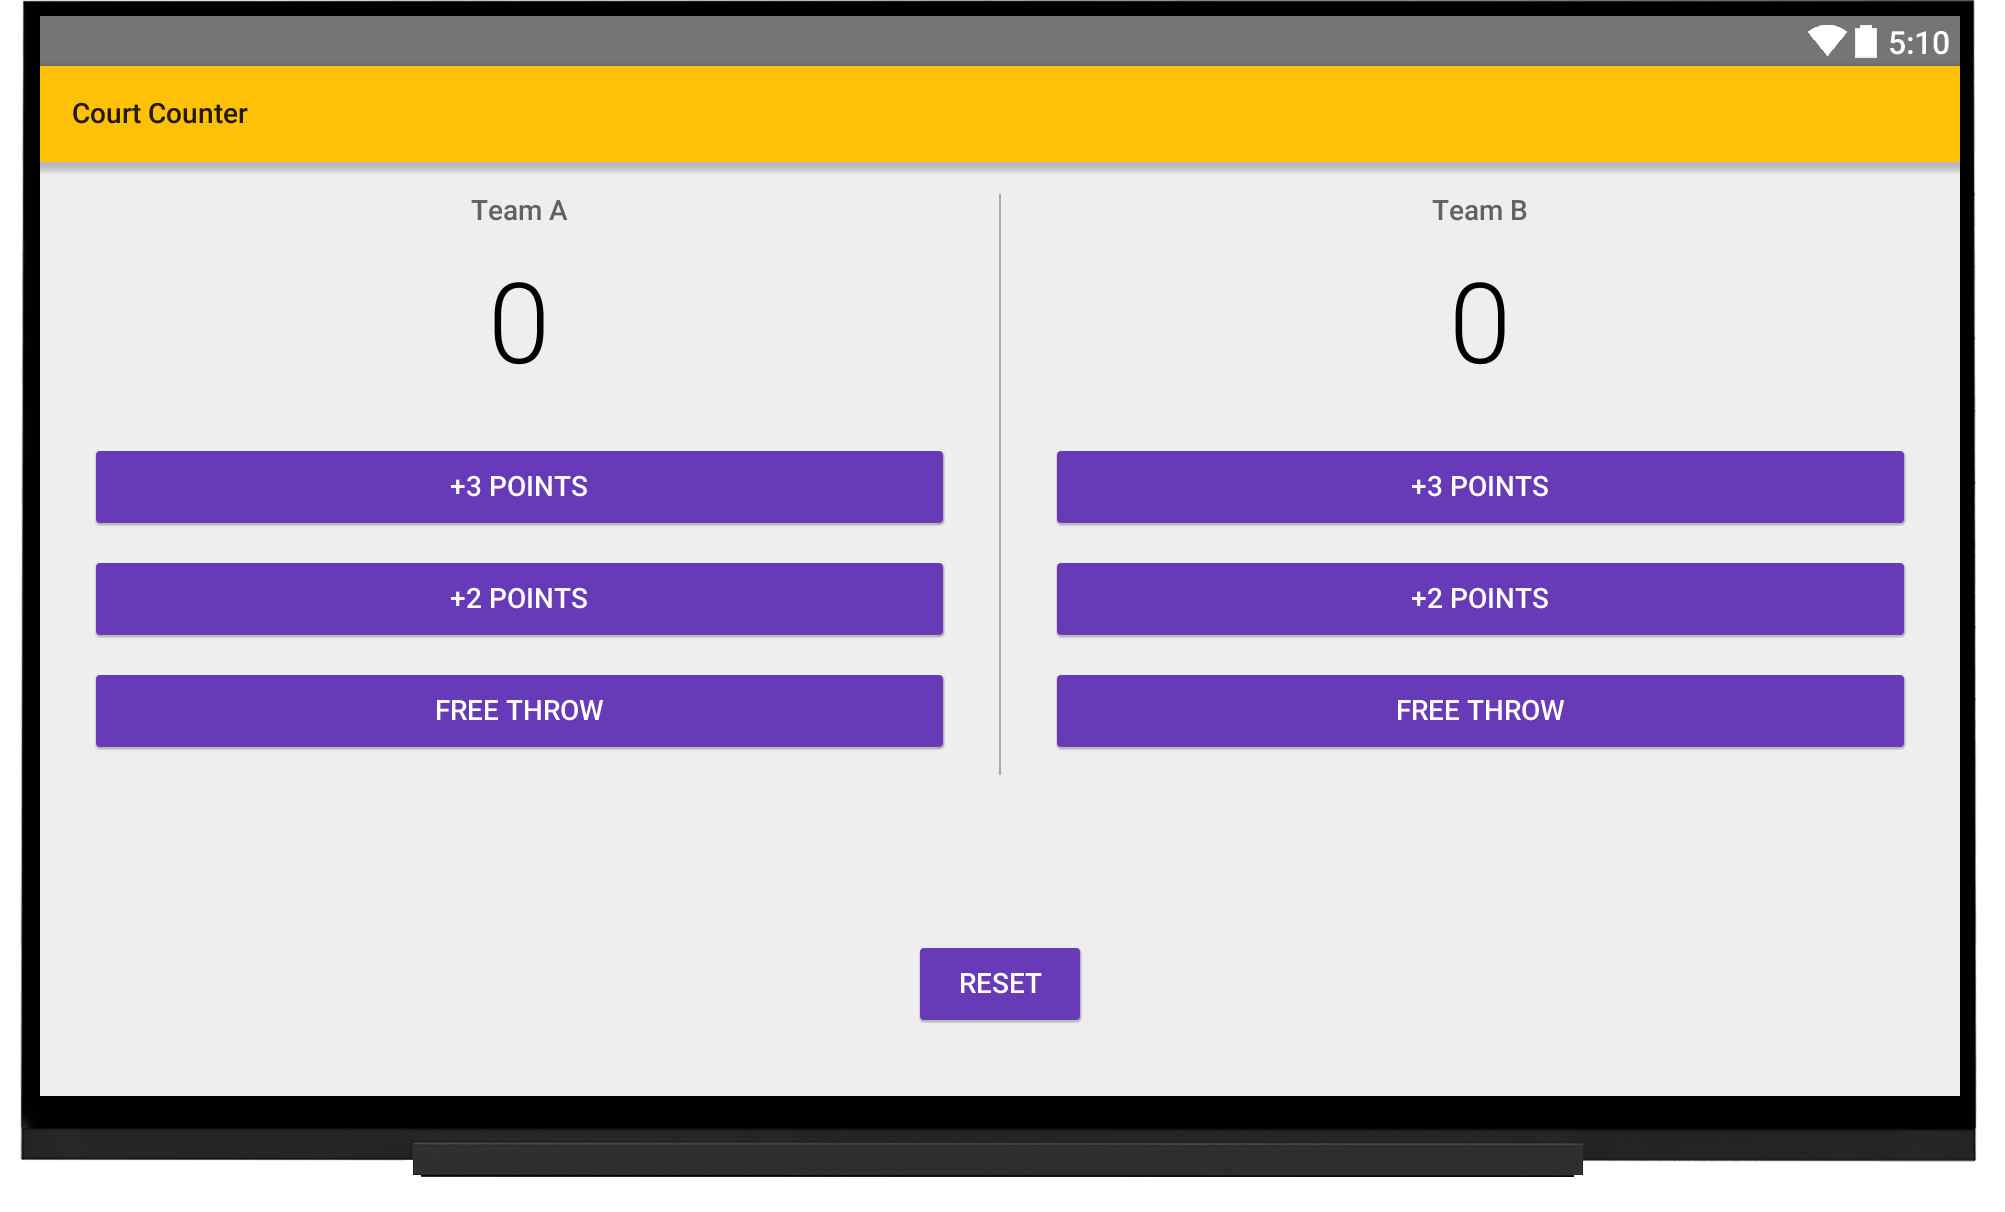 5:10
Court Counter
Team A
0
+3 POINTS
+2 POINTS
FREE THROW
Team B
0
+3 POINTS
+2 POINTS
FREE THROW
RESET